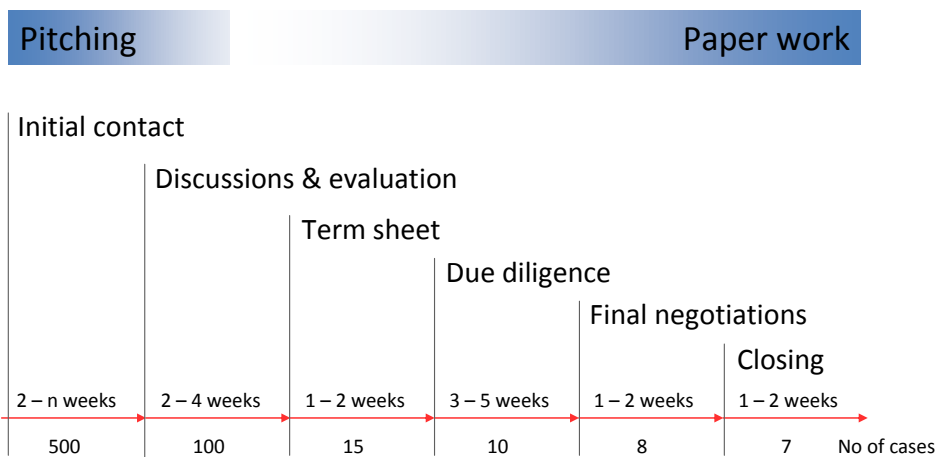 Pitching Paper work
Initial contact
Discussions & evaluation
Term sheet
Due diligence
Final negotiations
Closing
2 – n weeks 2 – 4 weeks 1 – 2 weeks 3 – 5 weeks 1 – 2 weeks 1 – 2 weeks
500 100 15 10 8 7 No of cases